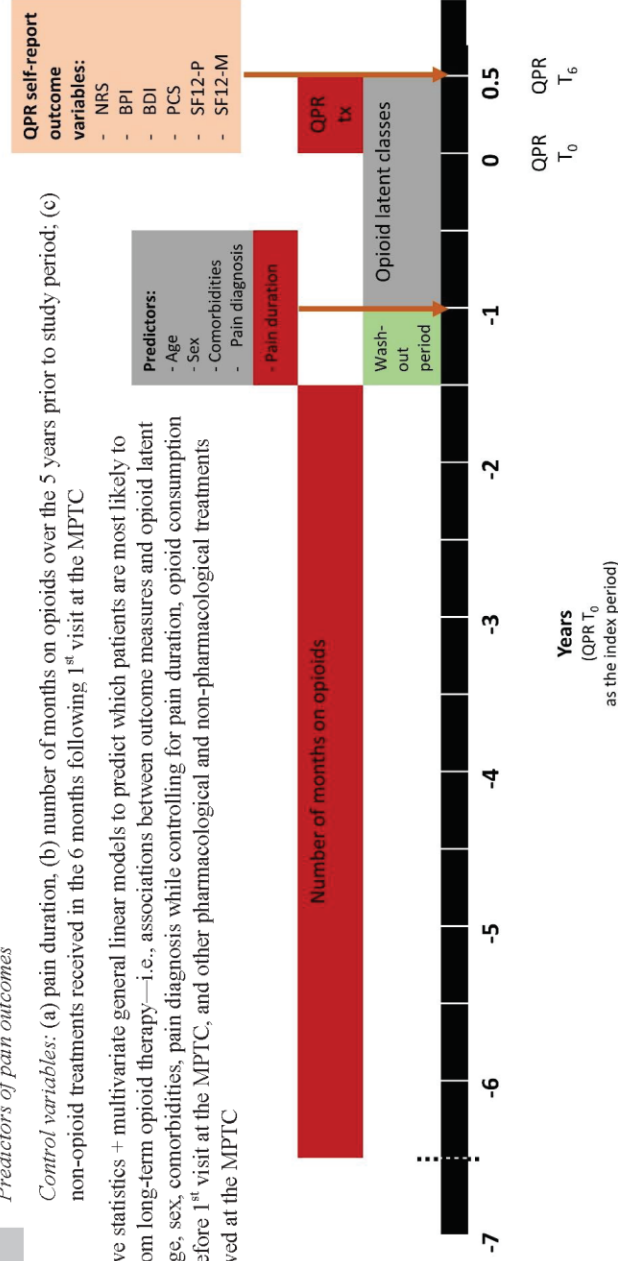 Predictors of pain outcomes
Control variables: (a) pain duration, (b) number of months on opioids over the 5 years prior to study period; (c)
non-opioid treatments received in the 6 months following 1st visit at the MPTC
ve statistics + multivariate general linear models to predict which patients are most likely to
om long-term opioid therapy—i.e., associations between outcome measures and opioid latent
ge, sex, comorbidities, pain diagnosis while controlling for pain duration, opioid consumption
efore 1st visit at the MPTC, and other pharmacological and non-pharmacological treatments
ved at the MPTC
QPR self-report
outcome
variables:
- NRS
- BPI
- BDI
- PCS
- SF12-P
- SF12-M
Predictors:
- Age
- Sex
- Comorbidities
- Pain diagnosis
- Pain duration
Number of months on opioids
QPR
tx
Wash-
out
period
Opioid latent classes
-7 -6 -5 -4 -3 -2 -1 0 0.5
QPR
T0
QPR
T6
Years
(QPR T0
as the index period)